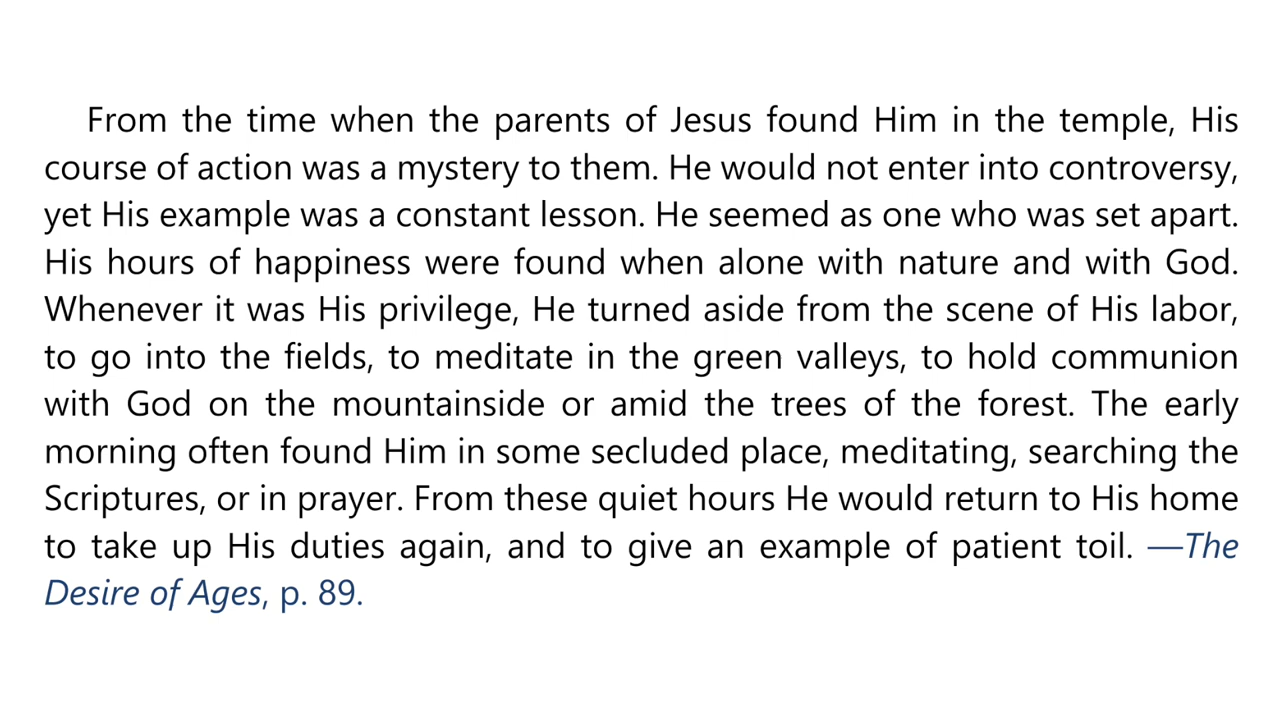 From the time when the parents of Jesus found Him in the temple, His
course of action was a mystery to them. He would not enter into controversy,
yet His example was a constant lesson. He seemed as one who was set apart.
His hours of happiness were found when alone with nature and with God.
Whenever it was His privilege, He turned aside from the scene of His labor,
to go into the fields, to meditate in the green valleys, to hold communion
with God on the mountainside or amid the trees of the forest. The early
morning often found Him in some secluded place, meditating, searching the
Scriptures, or in prayer. From these quiet hours He would return to His home
to take up His duties again, and to give an example of patient toil. —The
Desire of Ages, p. 89.